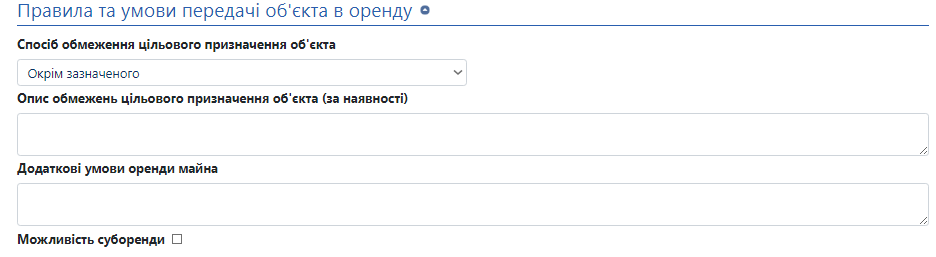 Правила та умови передачі об'єкта в оренду
Спосіб обмеження цільового призначення об'єкта
Окрім зазначеного
Опис обмежень цільового призначення об'єкта (за наявності)
Додаткові умови оренди майна
Можливість суборенди